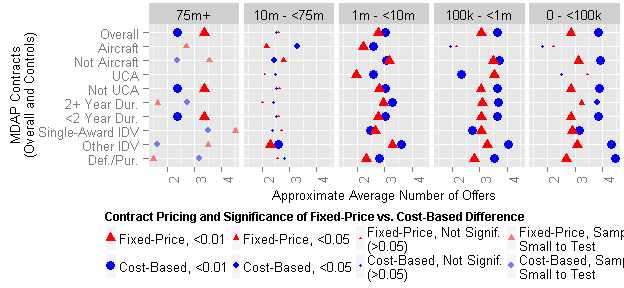 75m+ 10m - <75m 1m - <10m 100k - <1m 0 - <100k
MDAP Contracts
(Overall and Controls)
Overall
Aircraft
Not Aircraft
UCA
Not UCA
2+ Year Dur.
<2 Year Dur.
Single-Award IDV
Other IDV
Def./Pur.
2 3 4 2 3 4 2 3 4 2 3 4 2 3 4
Approximate Average Number of Offers
Contract Pricing and Significance of Fixed-Price vs. Cost-Based Difference
Fixed-Price, <0.01 Fixed-Price, <0.05 Fixed-Price, Not Signif. Fixed-Price, Samp
(>0.05) Small to Test
Cost-Based, <0.01 Cost-Based, <0.05 Cost-Based, Not Signif. Cost-Based, Sam
(>0.05) Small to Test